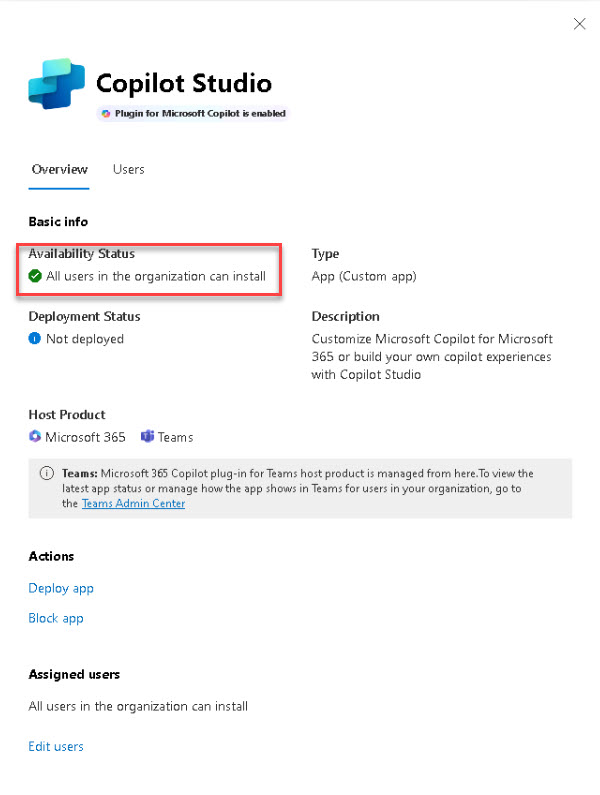 Copilot Studio
Plugin for Microsoft Copilot is enabled
Overview
Users
Basic info
Availability Status
All users in the organization can install
Type
App (Custom app)
Deployment Status
Not deployed
Description
Customize Microsoft Copilot for Microsoft
365 or build your own copilot experiences
with Copilot Studio
Host Product
Microsoft 365
Teams
Teams: Microsoft 365 Copilot plug-in for Teams host product is managed from here.To view the
latest app status or manage how the app shows in Teams for users in your organization, go to
the Teams Admin Center
Actions
Deploy app
Block app
Assigned users
All users in the organization can install
Edit users